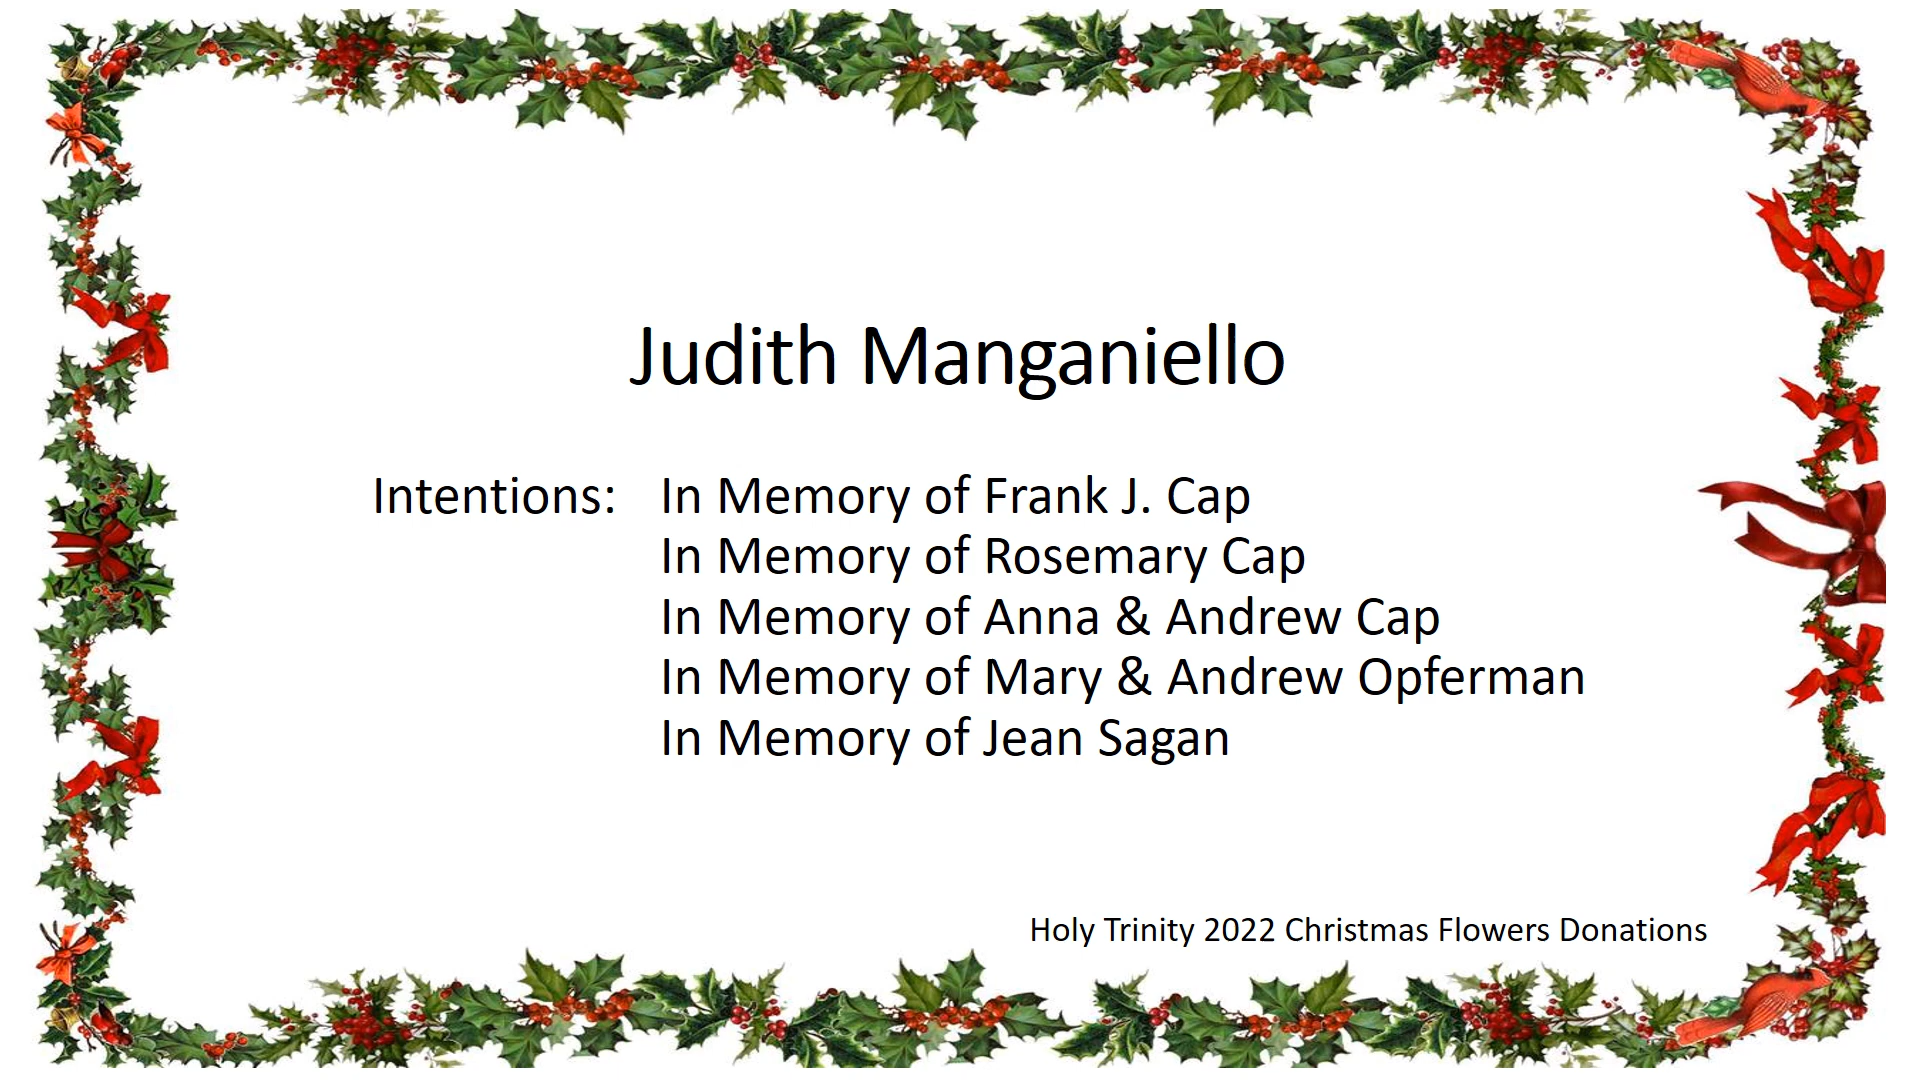 Judith Manganiello
Intentions: In Memory of Frank J. Cap
In Memory of Rosemary Cap
In Memory of Anna & Andrew Cap
In Memory of Mary & Andrew Opferman
In Memory of Jean Sagan
Holy Trinity 2022 Christmas Flowers Donations